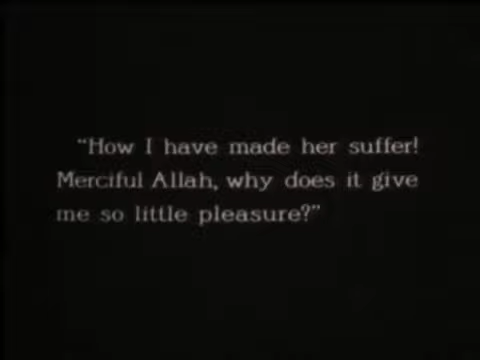 "How I have made her suffer!
Merciful Allah, why does it give
me so little pleasure?"